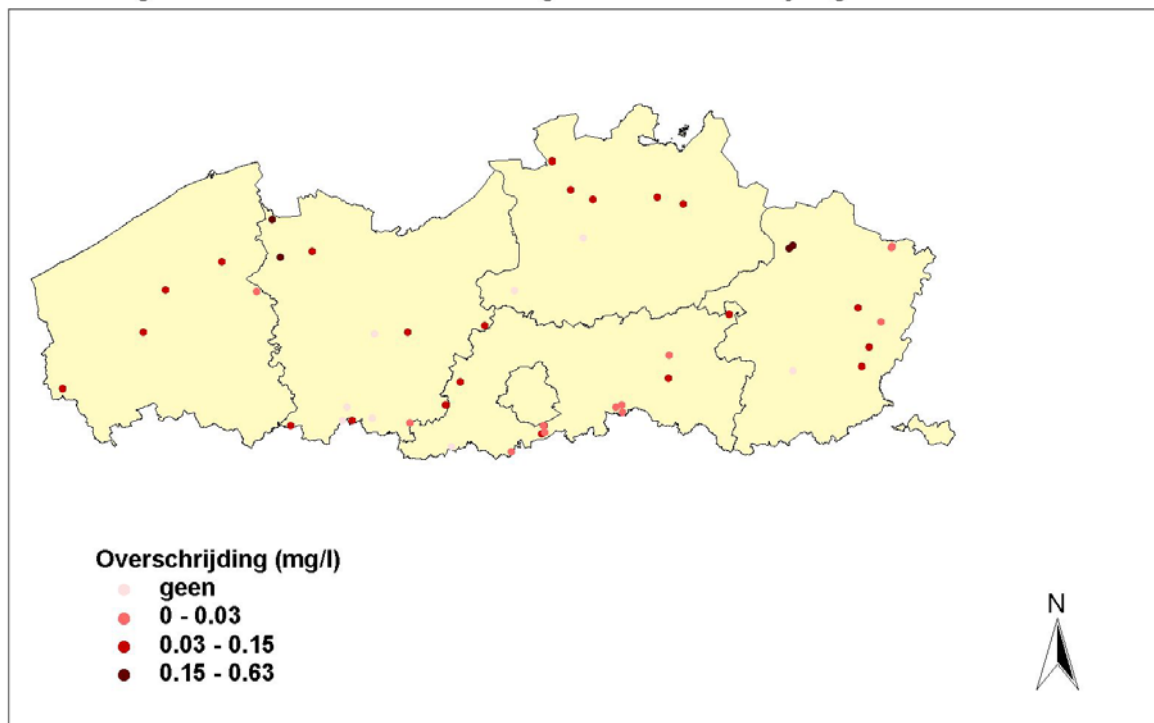 Overschrijding (mg/l)
geen
0 - 0.03
0.03 - 0.15
0.15 - 0.63
N